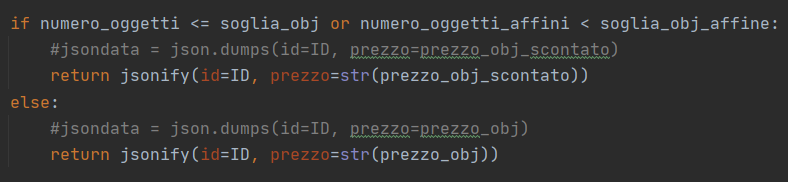 if numero_oggetti <= soglia_obj or numero_oggetti_affini < soglia_obj_affine:
    #jsondata = json.dumps(id=ID, prezzo=prezzo_obj_scontato)
    return jsonify(id=ID, prezzo=str(prezzo_obj_scontato))
else:
    #jsondata = json.dumps(id=ID, prezzo=prezzo_obj)
    return jsonify(id=ID, prezzo=str(prezzo_obj))